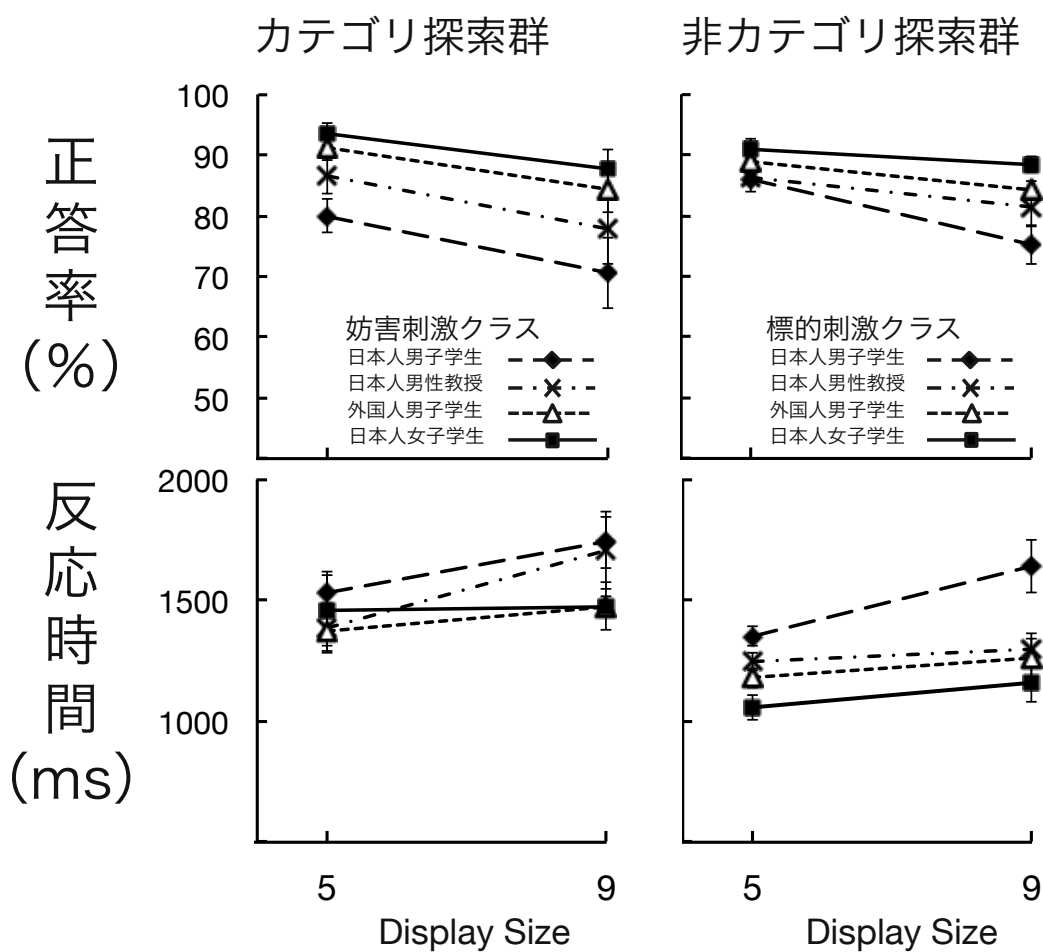 カテゴリ探索群
非カテゴリ探索群
正答率(%)
100
90
80
70
60
50
妨害刺激クラス
日本人男子学生
日本人男性教授
外国人男子学生
日本人女子学生
標的刺激クラス
日本人男子学生
日本人男性教授
外国人男子学生
日本人女子学生
反応時間(ms)
2000
1500
1000
5
9
5
9
Display Size
Display Size